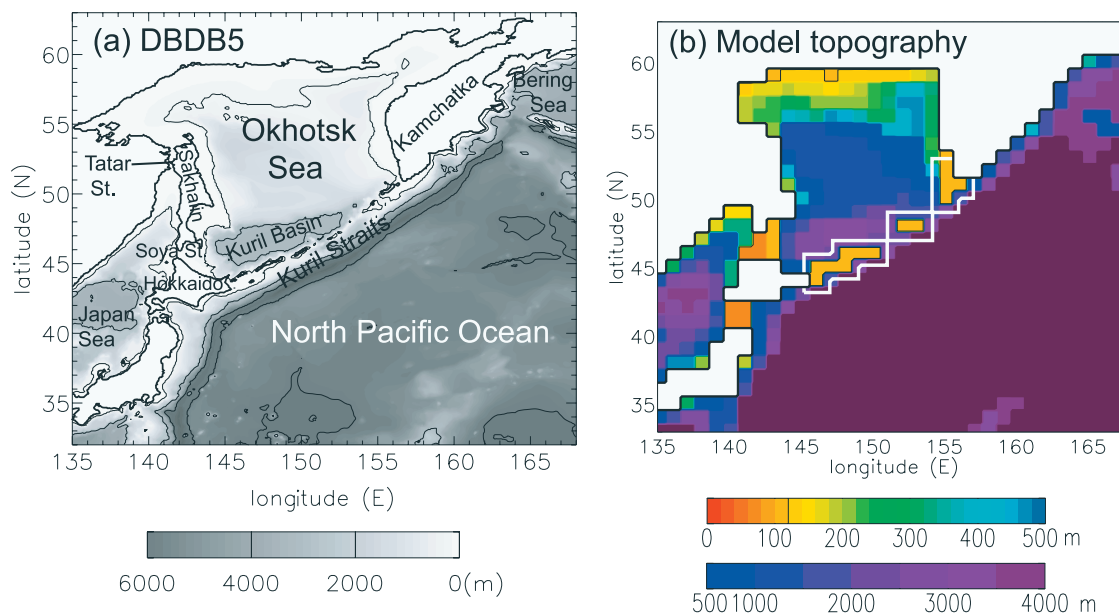 (a) DBDB5
60
55
50
45
40
35
latitude (N)
Bering
Sea
Kamchatka
Okhotsk
Sea
Tatar
St.
Sakhalin
Kuril Basin
Kuril Straits
Soya St.
Hokkaido
Japan
Sea
North Pacific Ocean
135 140 145 150 155 160 165
longitude (E)
6000 4000 2000 0(m)
(b) Model topography
60
55
50
45
40
35
latitude (N)
135 140 145 150 155 160 165
longitude (E)
0 100 200 300 400 500 m
5001000 2000 3000 4000 m